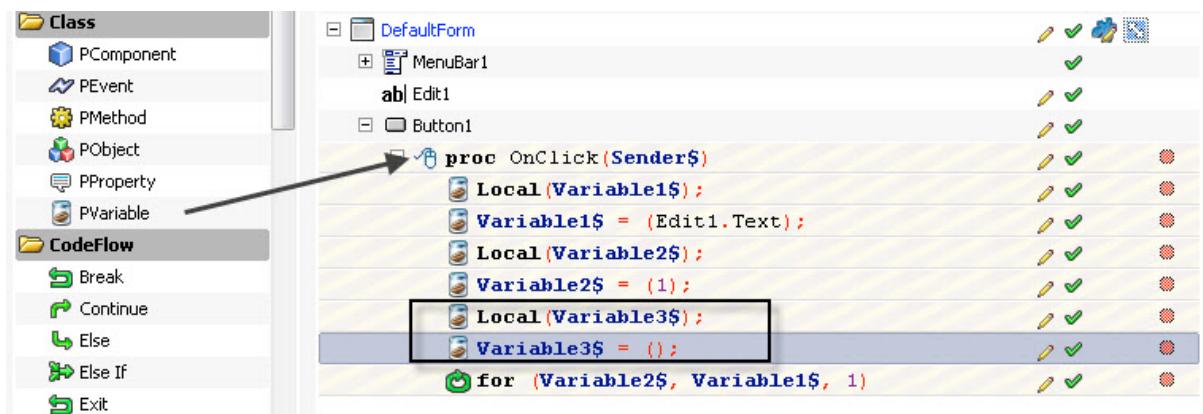 Class
PComponent
PEvent
PMethod
PObject
PProperty
PVariable
CodeFlow
Break
Continue
Else
Else If
Exit
DefaultForm
MenuBar1
ab| Edit1
Button1
proc OnClick(Sender$)
Local(Variable1$);
Variable1$ = (Edit1.Text);
Local(Variable2$);
Variable2$ = (1);
Local(Variable3$);
Variable3$ = ();
for (Variable2$, Variable1$, 1)